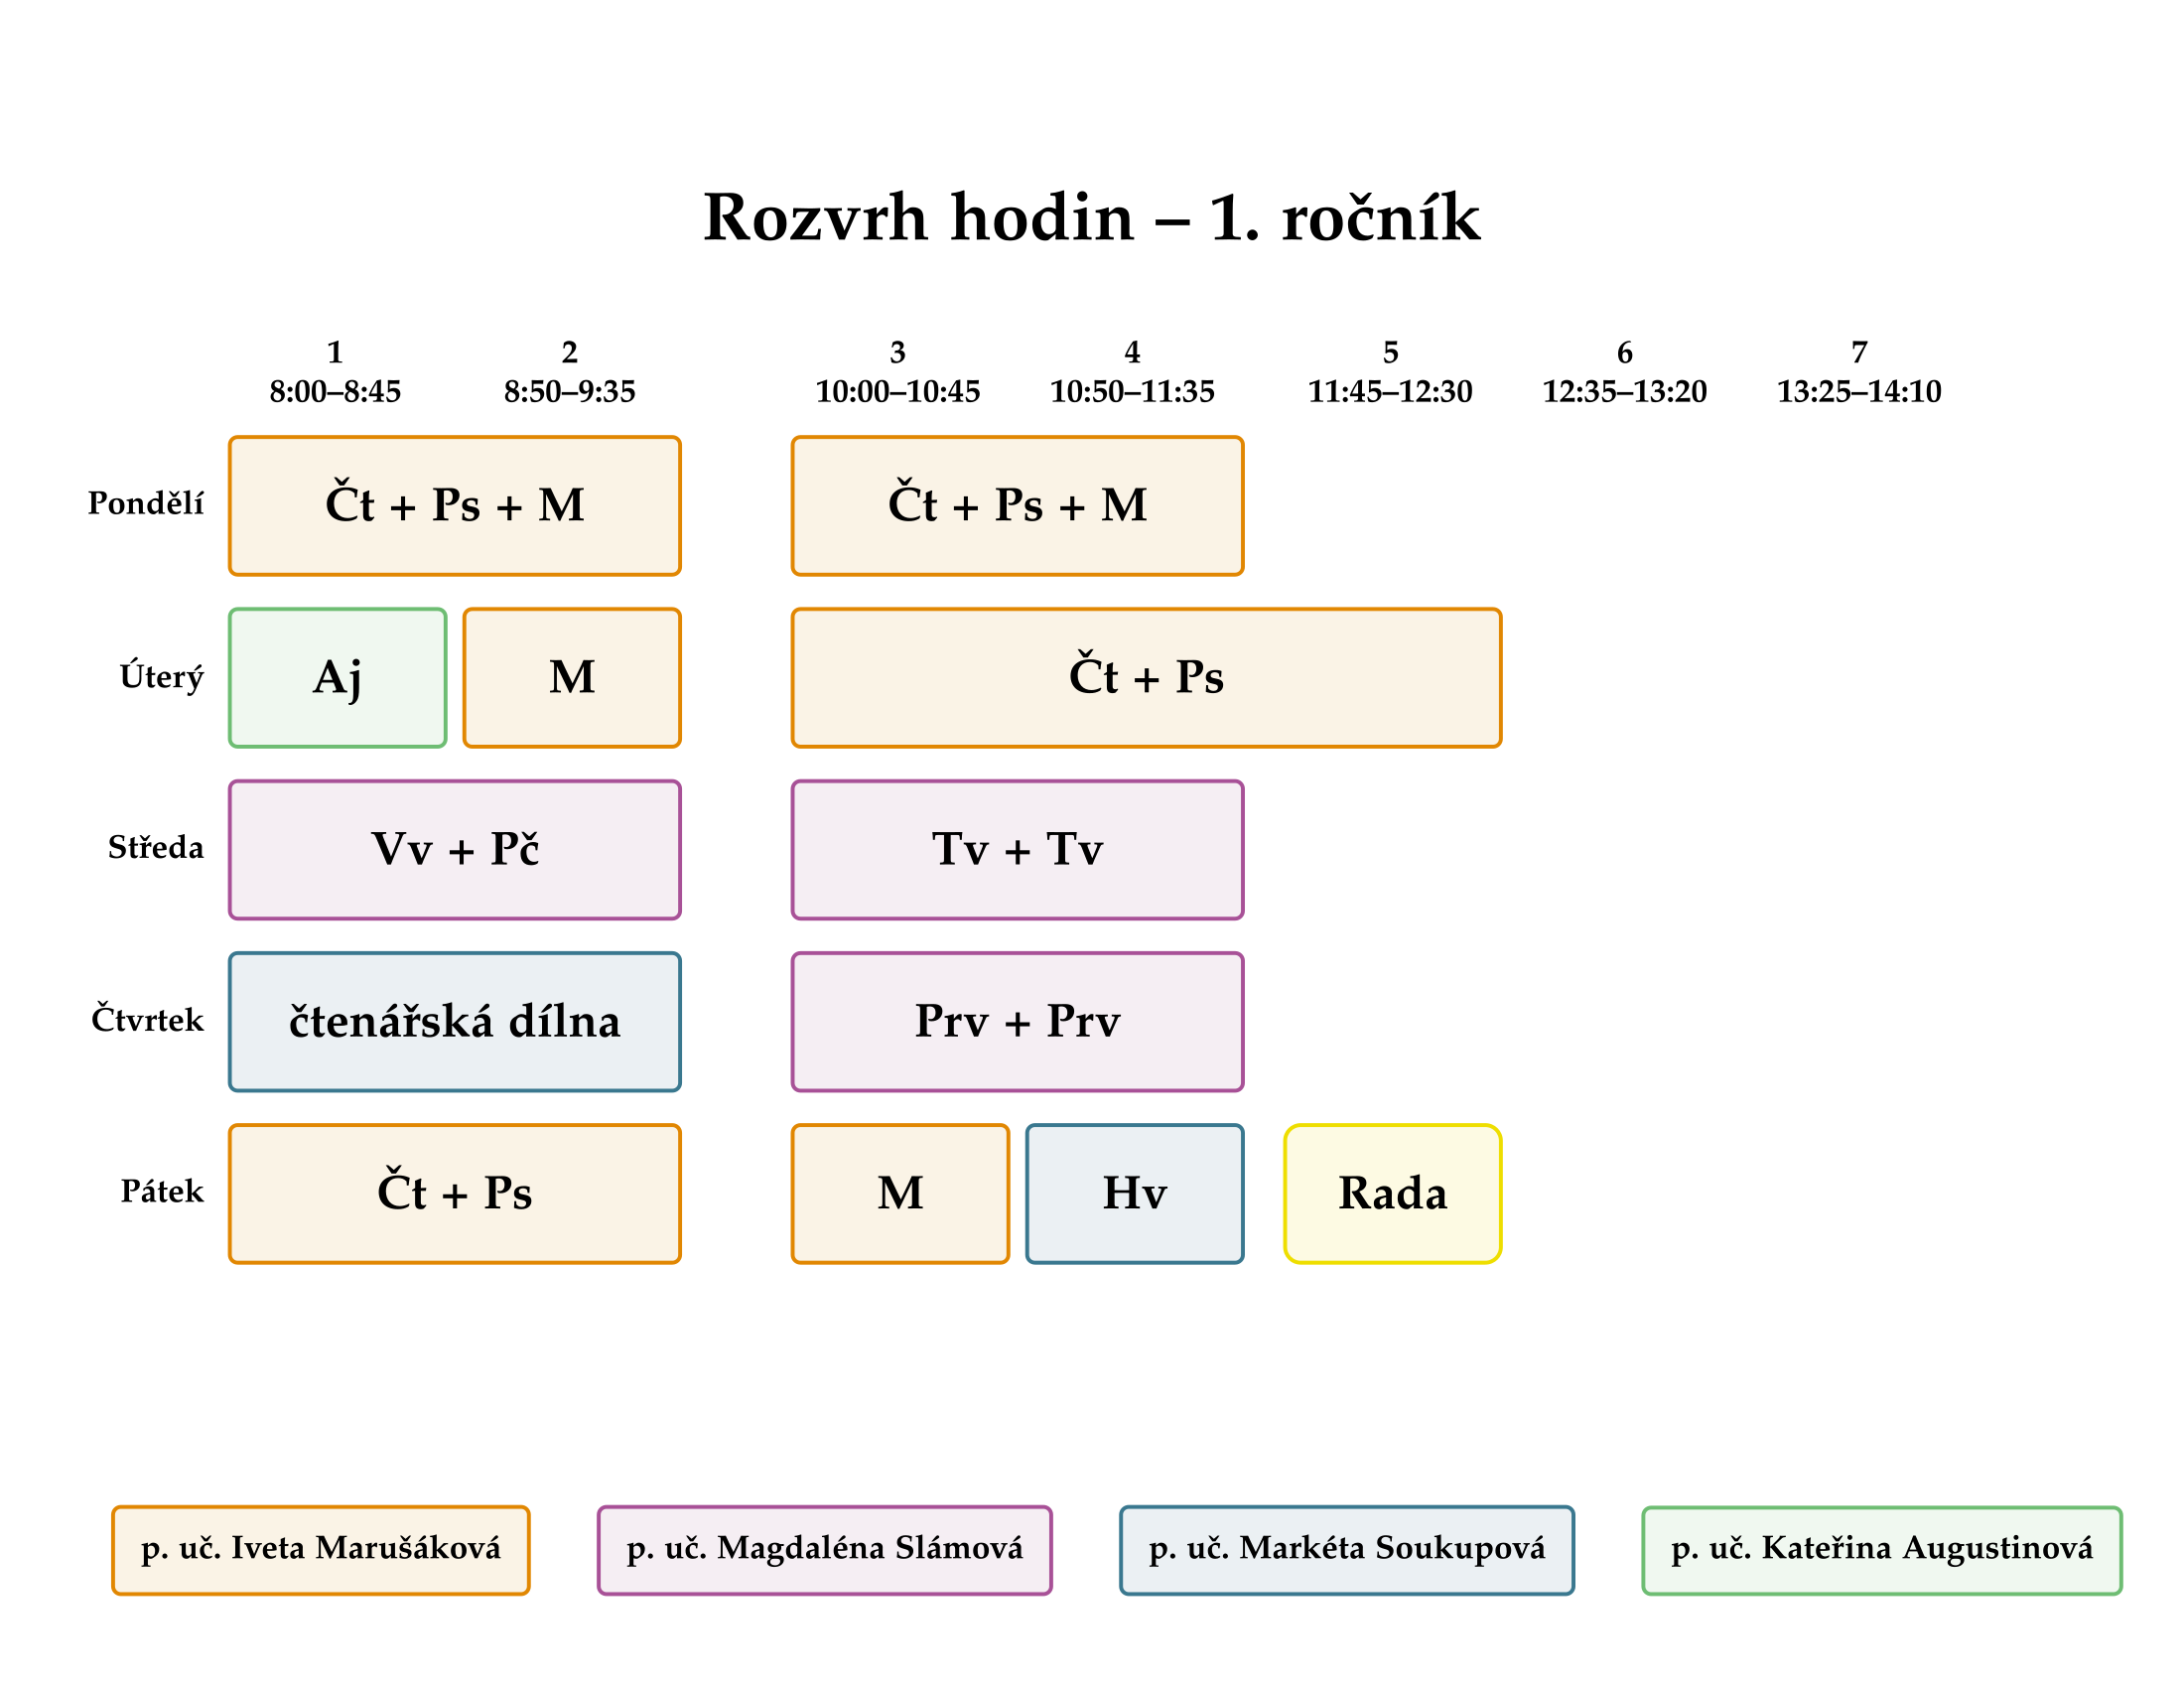 Rozvrh hodin – 1. ročník
1 2 3 4 5 6 7
8:00–8:45 8:50–9:35 10:00–10:45 10:50–11:35 11:45–12:30 12:35–13:20 13:25–14:10
Pondělí Čt + Ps + M Čt + Ps + M
Úterý Aj M Čt + Ps
Středa Vv + Pč Tv + Tv
Čtvrtek čtenářská dílna Prv + Prv
Pátek Čt + Ps M Hv Rada
p. uč. Iveta Marušáková p. uč. Magdaléna Slámová p. uč. Markéta Soukupová p. uč. Kateřina Augustinová